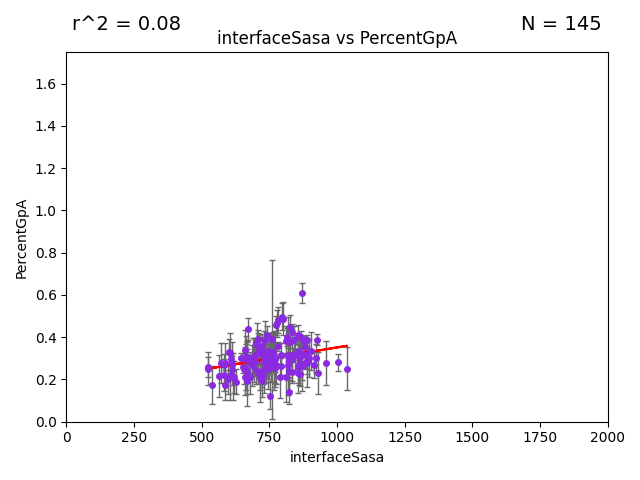 r^2 = 0.08
N = 145
interfaceSasa vs PercentGpA
PercentGpA
1.6
1.4
1.2
1.0
0.8
0.6
0.4
0.2
0.0
0 250 500 750 1000 1250 1500 1750 2000
interfaceSasa